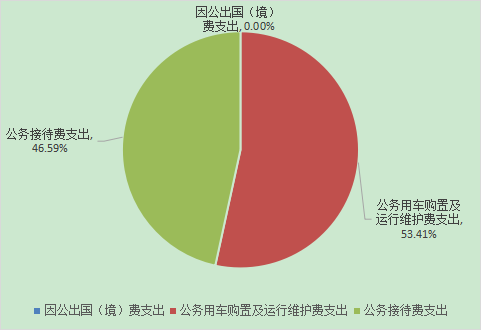 因公出国（境）
费支出, 0.00%
公务接待费支出,
46.59%
公务用车购置及
运行维护费支出,
53.41%
因公出国（境）费支出 公务用车购置及运行维护费支出 公务接待费支出